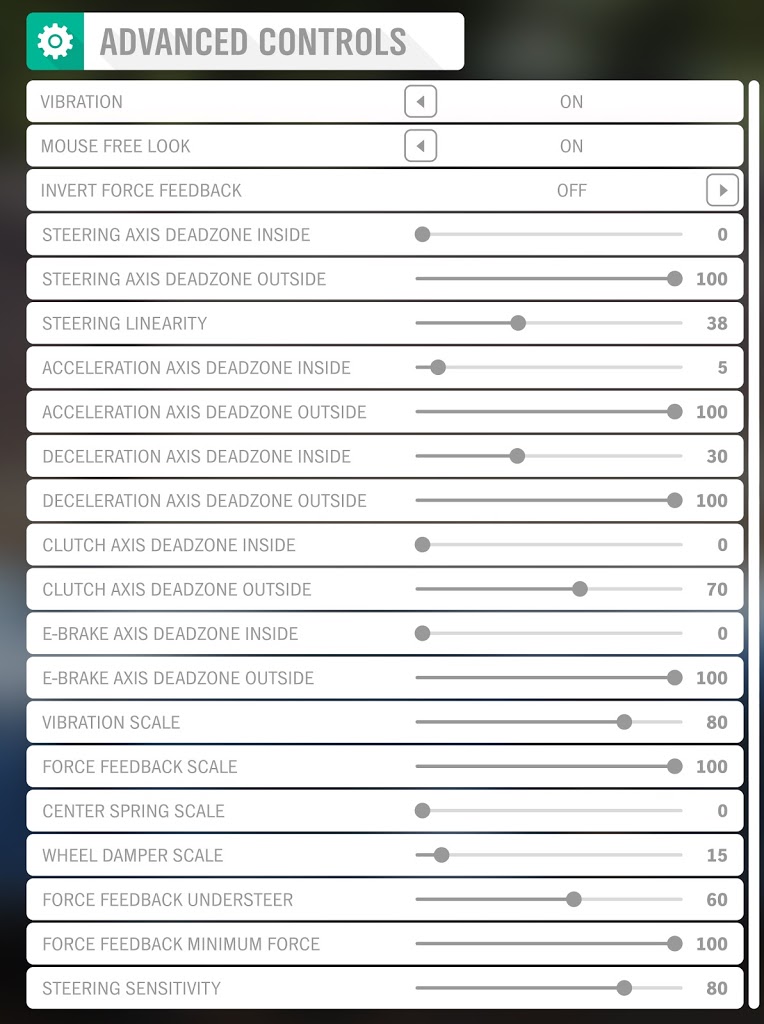 ADVANCED CONTROLS
VIBRATION ON
MOUSE FREE LOOK ON
INVERT FORCE FEEDBACK OFF
STEERING AXIS DEADZONE INSIDE 0
STEERING AXIS DEADZONE OUTSIDE 100
STEERING LINEARITY 38
ACCELERATION AXIS DEADZONE INSIDE 5
ACCELERATION AXIS DEADZONE OUTSIDE 100
DECELERATION AXIS DEADZONE INSIDE 30
DECELERATION AXIS DEADZONE OUTSIDE 100
CLUTCH AXIS DEADZONE INSIDE 0
CLUTCH AXIS DEADZONE OUTSIDE 70
E-BRAKE AXIS DEADZONE INSIDE 0
E-BRAKE AXIS DEADZONE OUTSIDE 100
VIBRATION SCALE 80
FORCE FEEDBACK SCALE 100
CENTER SPRING SCALE 0
WHEEL DAMPER SCALE 15
FORCE FEEDBACK UNDERSTEER 60
FORCE FEEDBACK MINIMUM FORCE 100
STEERING SENSITIVITY 80